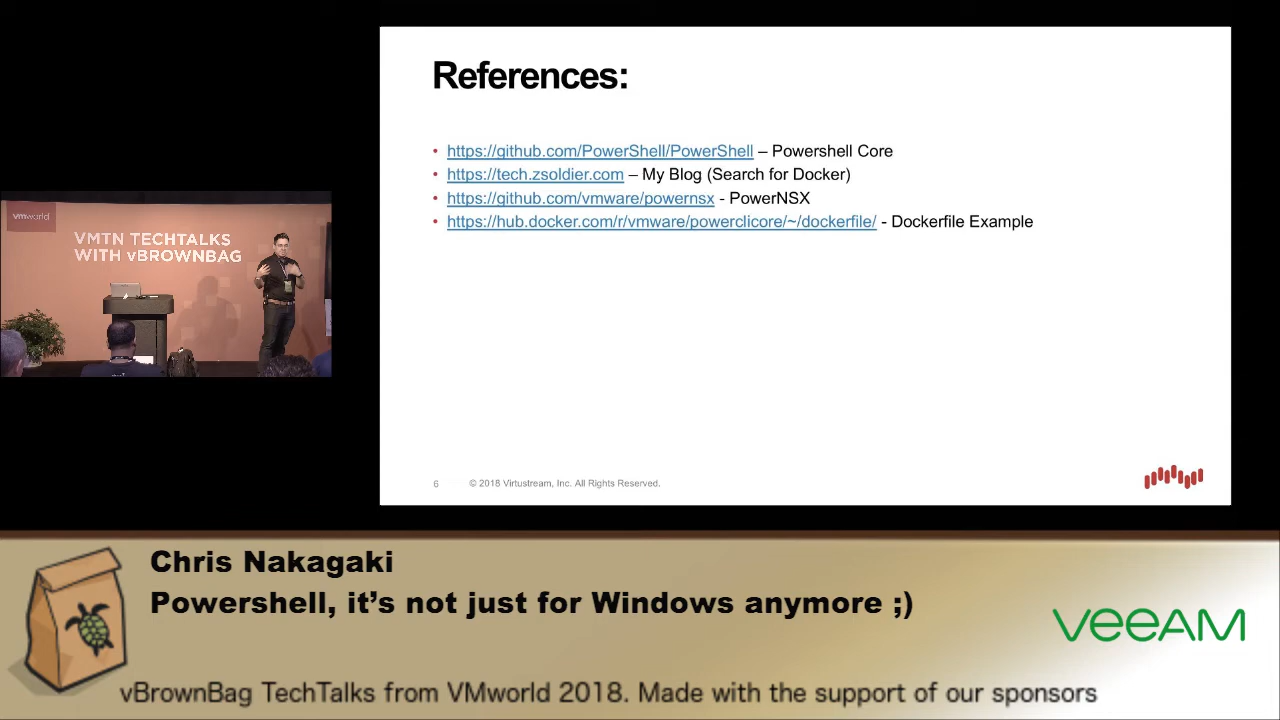 References:
• https://github.com/PowerShell/PowerShell – Powershell Core
• https://tech.zsoldier.com – My Blog (Search for Docker)
• https://github.com/vmware/powernsx - PowerNSX
• https://hub.docker.com/r/vmware/powerclicore/~/dockerfile/ - Dockerfile Example
vmworld
VMTN TECHTALKS
WITH vBROWNBAG
6 © 2018 Virtustream, Inc. All Rights Reserved.
Chris Nakagaki
Powershell, it's not just for Windows anymore ;)
veeAM
vBrownBag TechTalks from VMworld 2018. Made with the support of our sponsors